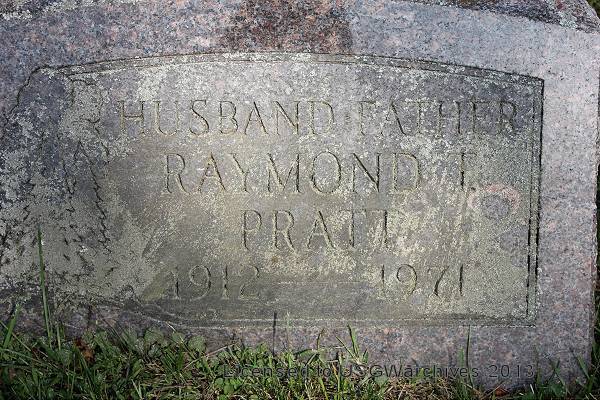 HUSBAND FATHER
RAYMOND T
PRATT
1912 — 1971
Licensed to USGWarchives 2013